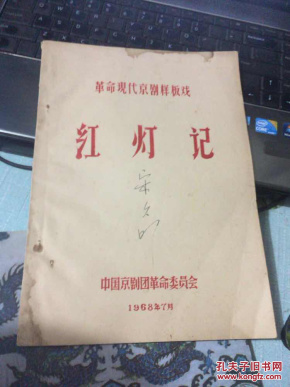 革命现代京剧样板戏
红灯记
中国京剧团革命委员会
1968年7月
孔夫子旧书网